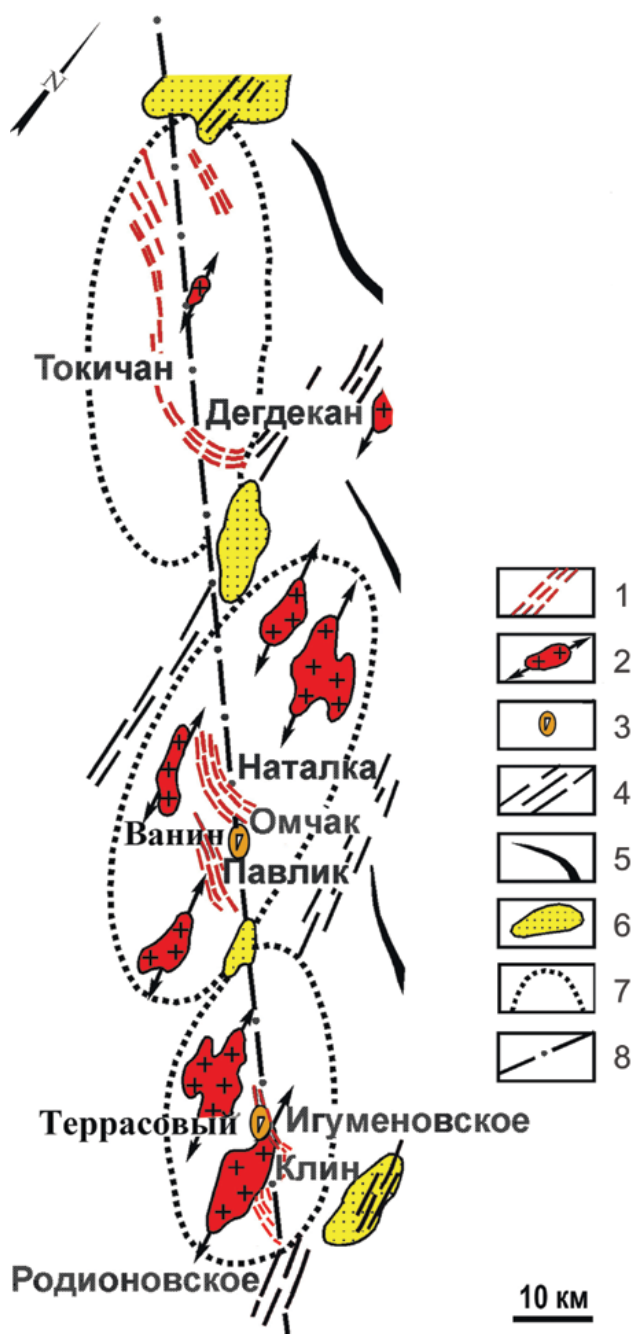 N
Токичан
Дегдекан
Наталка
Омчак
Ванин
Павлик
Террасовый
Игуменовское
Клин
Родионовское
1
2
3
4
5
6
7
8
10 км